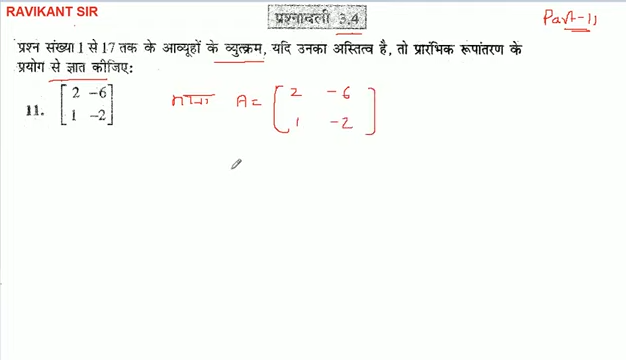 RAVIKANT SIR
प्रश्नावली 3.4
Part-11
प्रश्न संख्या 1 से 17 तक के आव्यूहों के व्युत्क्रम, यदि उनका अस्तित्व है, तो प्रारंभिक रूपांतरण के
प्रयोग से ज्ञात कीजिए:
11. [2 -6
1 -2]
माना A = [2 -6
1 -2]